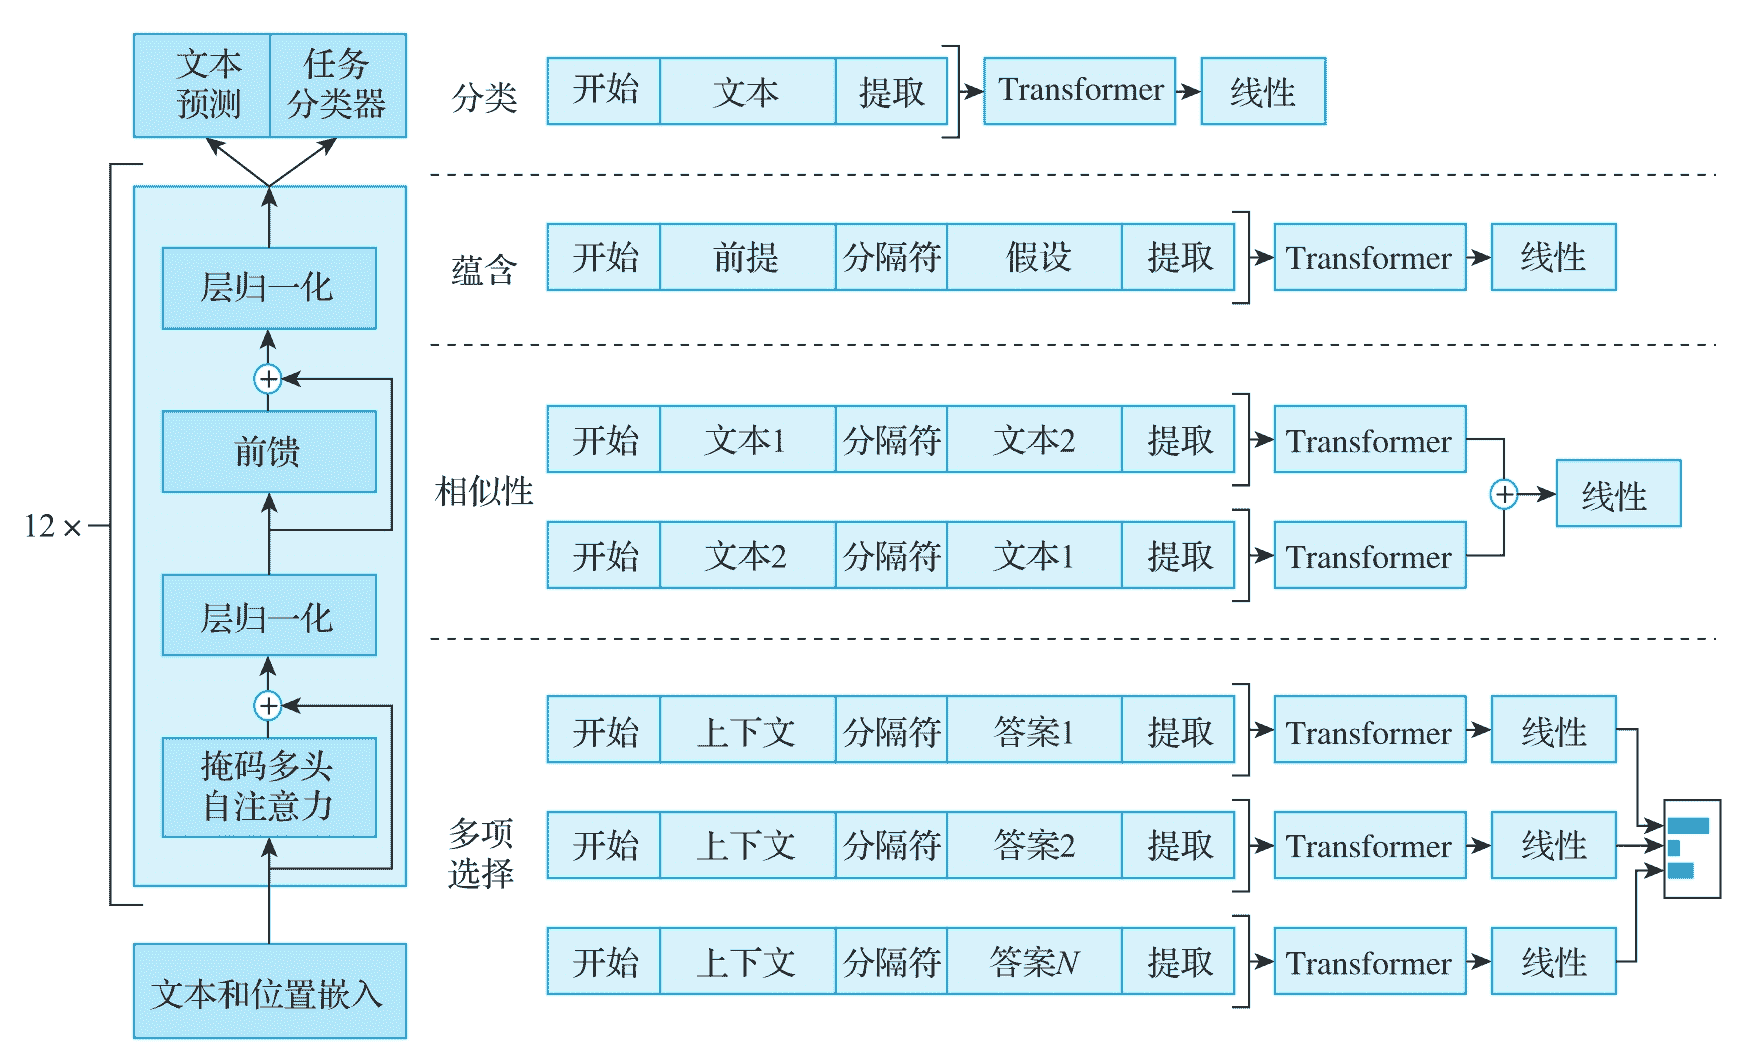 文本
预测
任务
分类器
12 ×
层归一化
前馈
层归一化
掩码多头
自注意力
文本和位置嵌入
分类
开始 文本 提取 Transformer 线性
蕴含
开始 前提 分隔符 假设 提取 Transformer 线性
相似性
开始 文本1 分隔符 文本2 提取 Transformer
线性
开始 文本2 分隔符 文本1 提取 Transformer
多项
选择
开始 上下文 分隔符 答案1 提取 Transformer 线性
开始 上下文 分隔符 答案2 提取 Transformer 线性
开始 上下文 分隔符 答案N 提取 Transformer 线性